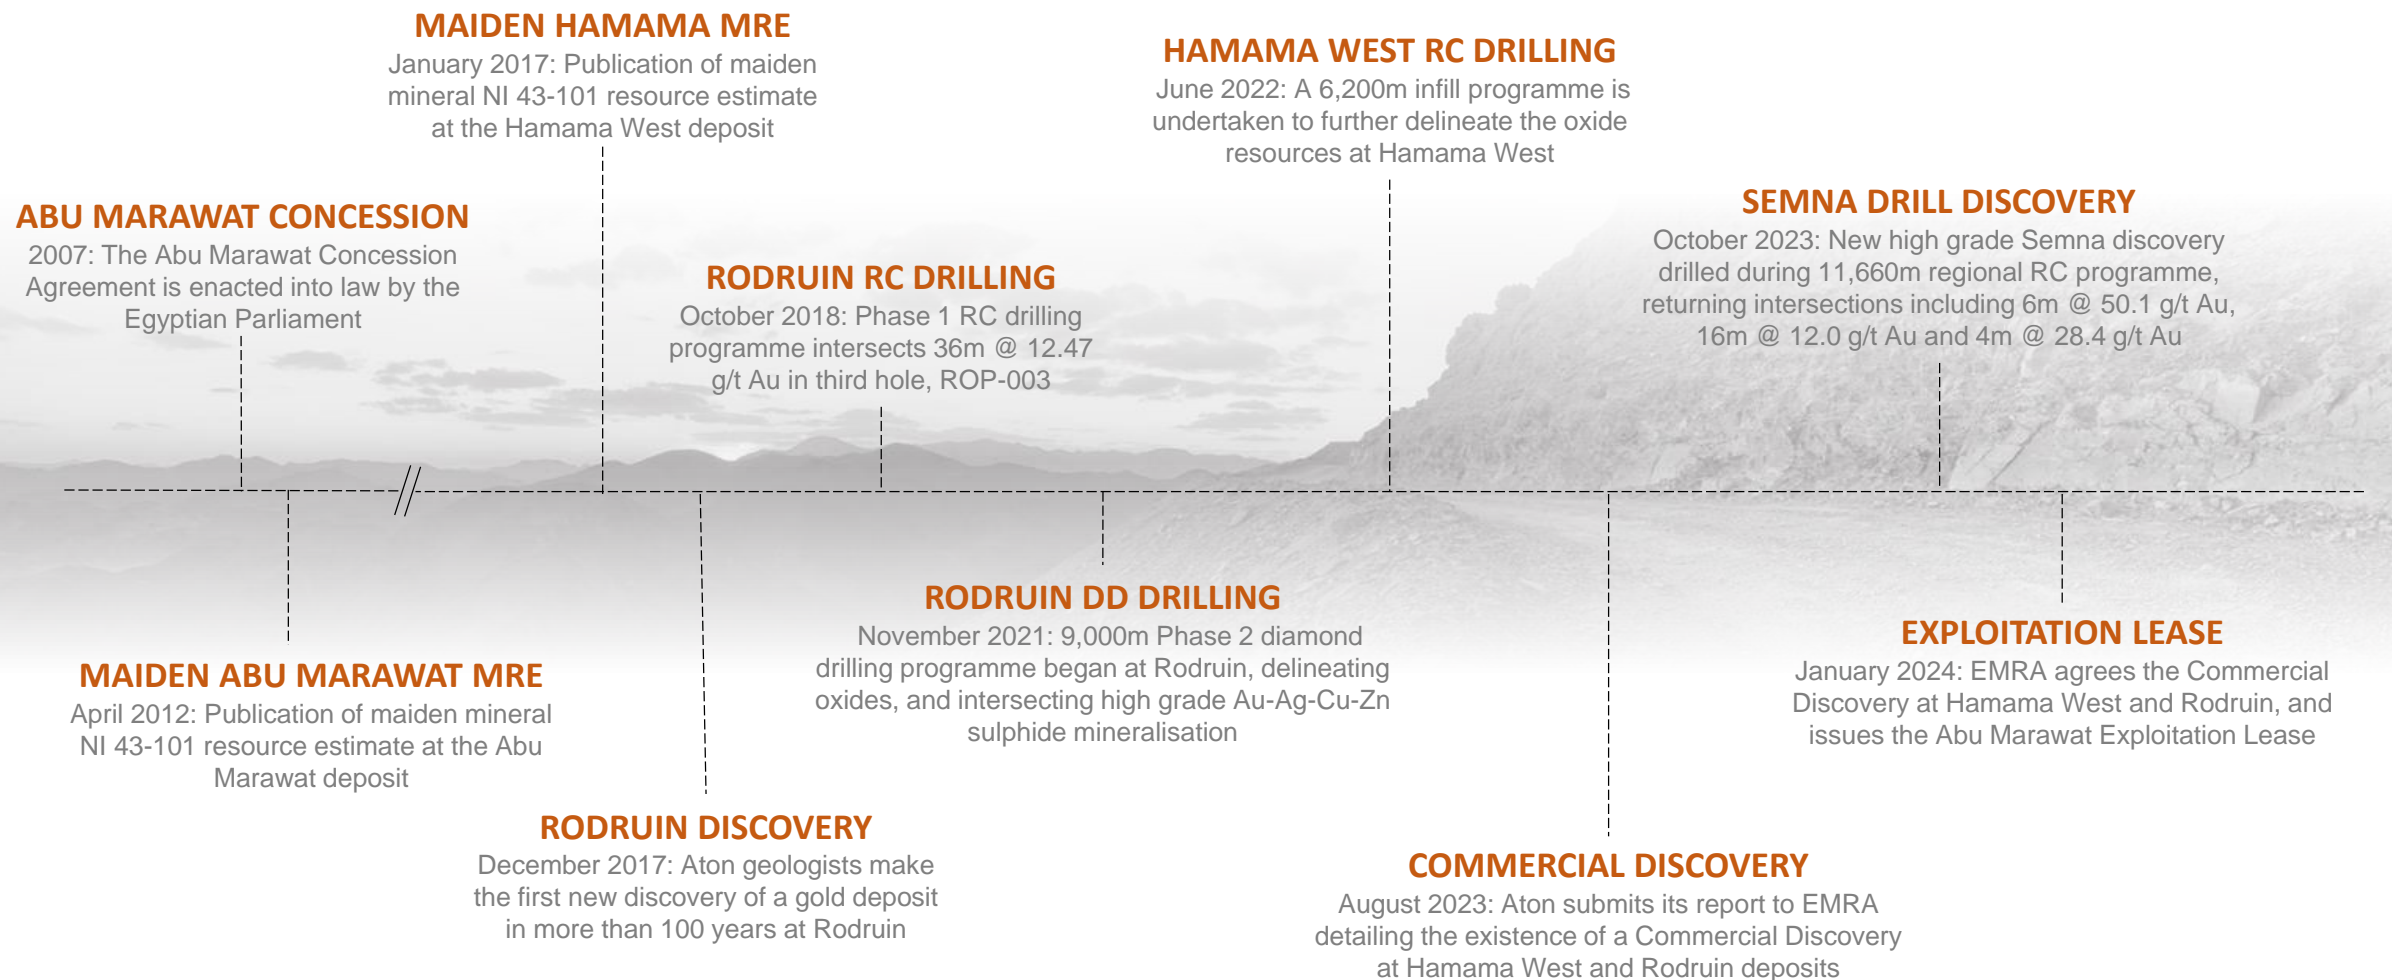 MAIDEN HAMAMA MRE
January 2017: Publication of maiden
mineral NI 43-101 resource estimate
at the Hamama West deposit
HAMAMA WEST RC DRILLING
June 2022: A 6,200m infill programme is
undertaken to further delineate the oxide
resources at Hamama West
ABU MARAWAT CONCESSION
2007: The Abu Marawat Concession
Agreement is enacted into law by the
Egyptian Parliament
RODRUIN RC DRILLING
October 2018: Phase 1 RC drilling
programme intersects 36m @ 12.47
g/t Au in third hole, ROP-003
SEMNA DRILL DISCOVERY
October 2023: New high grade Semna discovery
drilled during 11,660m regional RC programme,
returning intersections including 6m @ 50.1 g/t Au,
16m @ 12.0 g/t Au and 4m @ 28.4 g/t Au
MAIDEN ABU MARAWAT MRE
April 2012: Publication of maiden mineral
NI 43-101 resource estimate at the Abu
Marawat deposit
RODRUIN DISCOVERY
December 2017: Aton geologists make
the first new discovery of a gold deposit
in more than 100 years at Rodruin
RODRUIN DD DRILLING
November 2021: 9,000m Phase 2 diamond
drilling programme began at Rodruin, delineating
oxides, and intersecting high grade Au-Ag-Cu-Zn
sulphide mineralisation
COMMERCIAL DISCOVERY
August 2023: Aton submits its report to EMRA
detailing the existence of a Commercial Discovery
at Hamama West and Rodruin deposits
EXPLOITATION LEASE
January 2024: EMRA agrees the Commercial
Discovery at Hamama West and Rodruin, and
issues the Abu Marawat Exploitation Lease